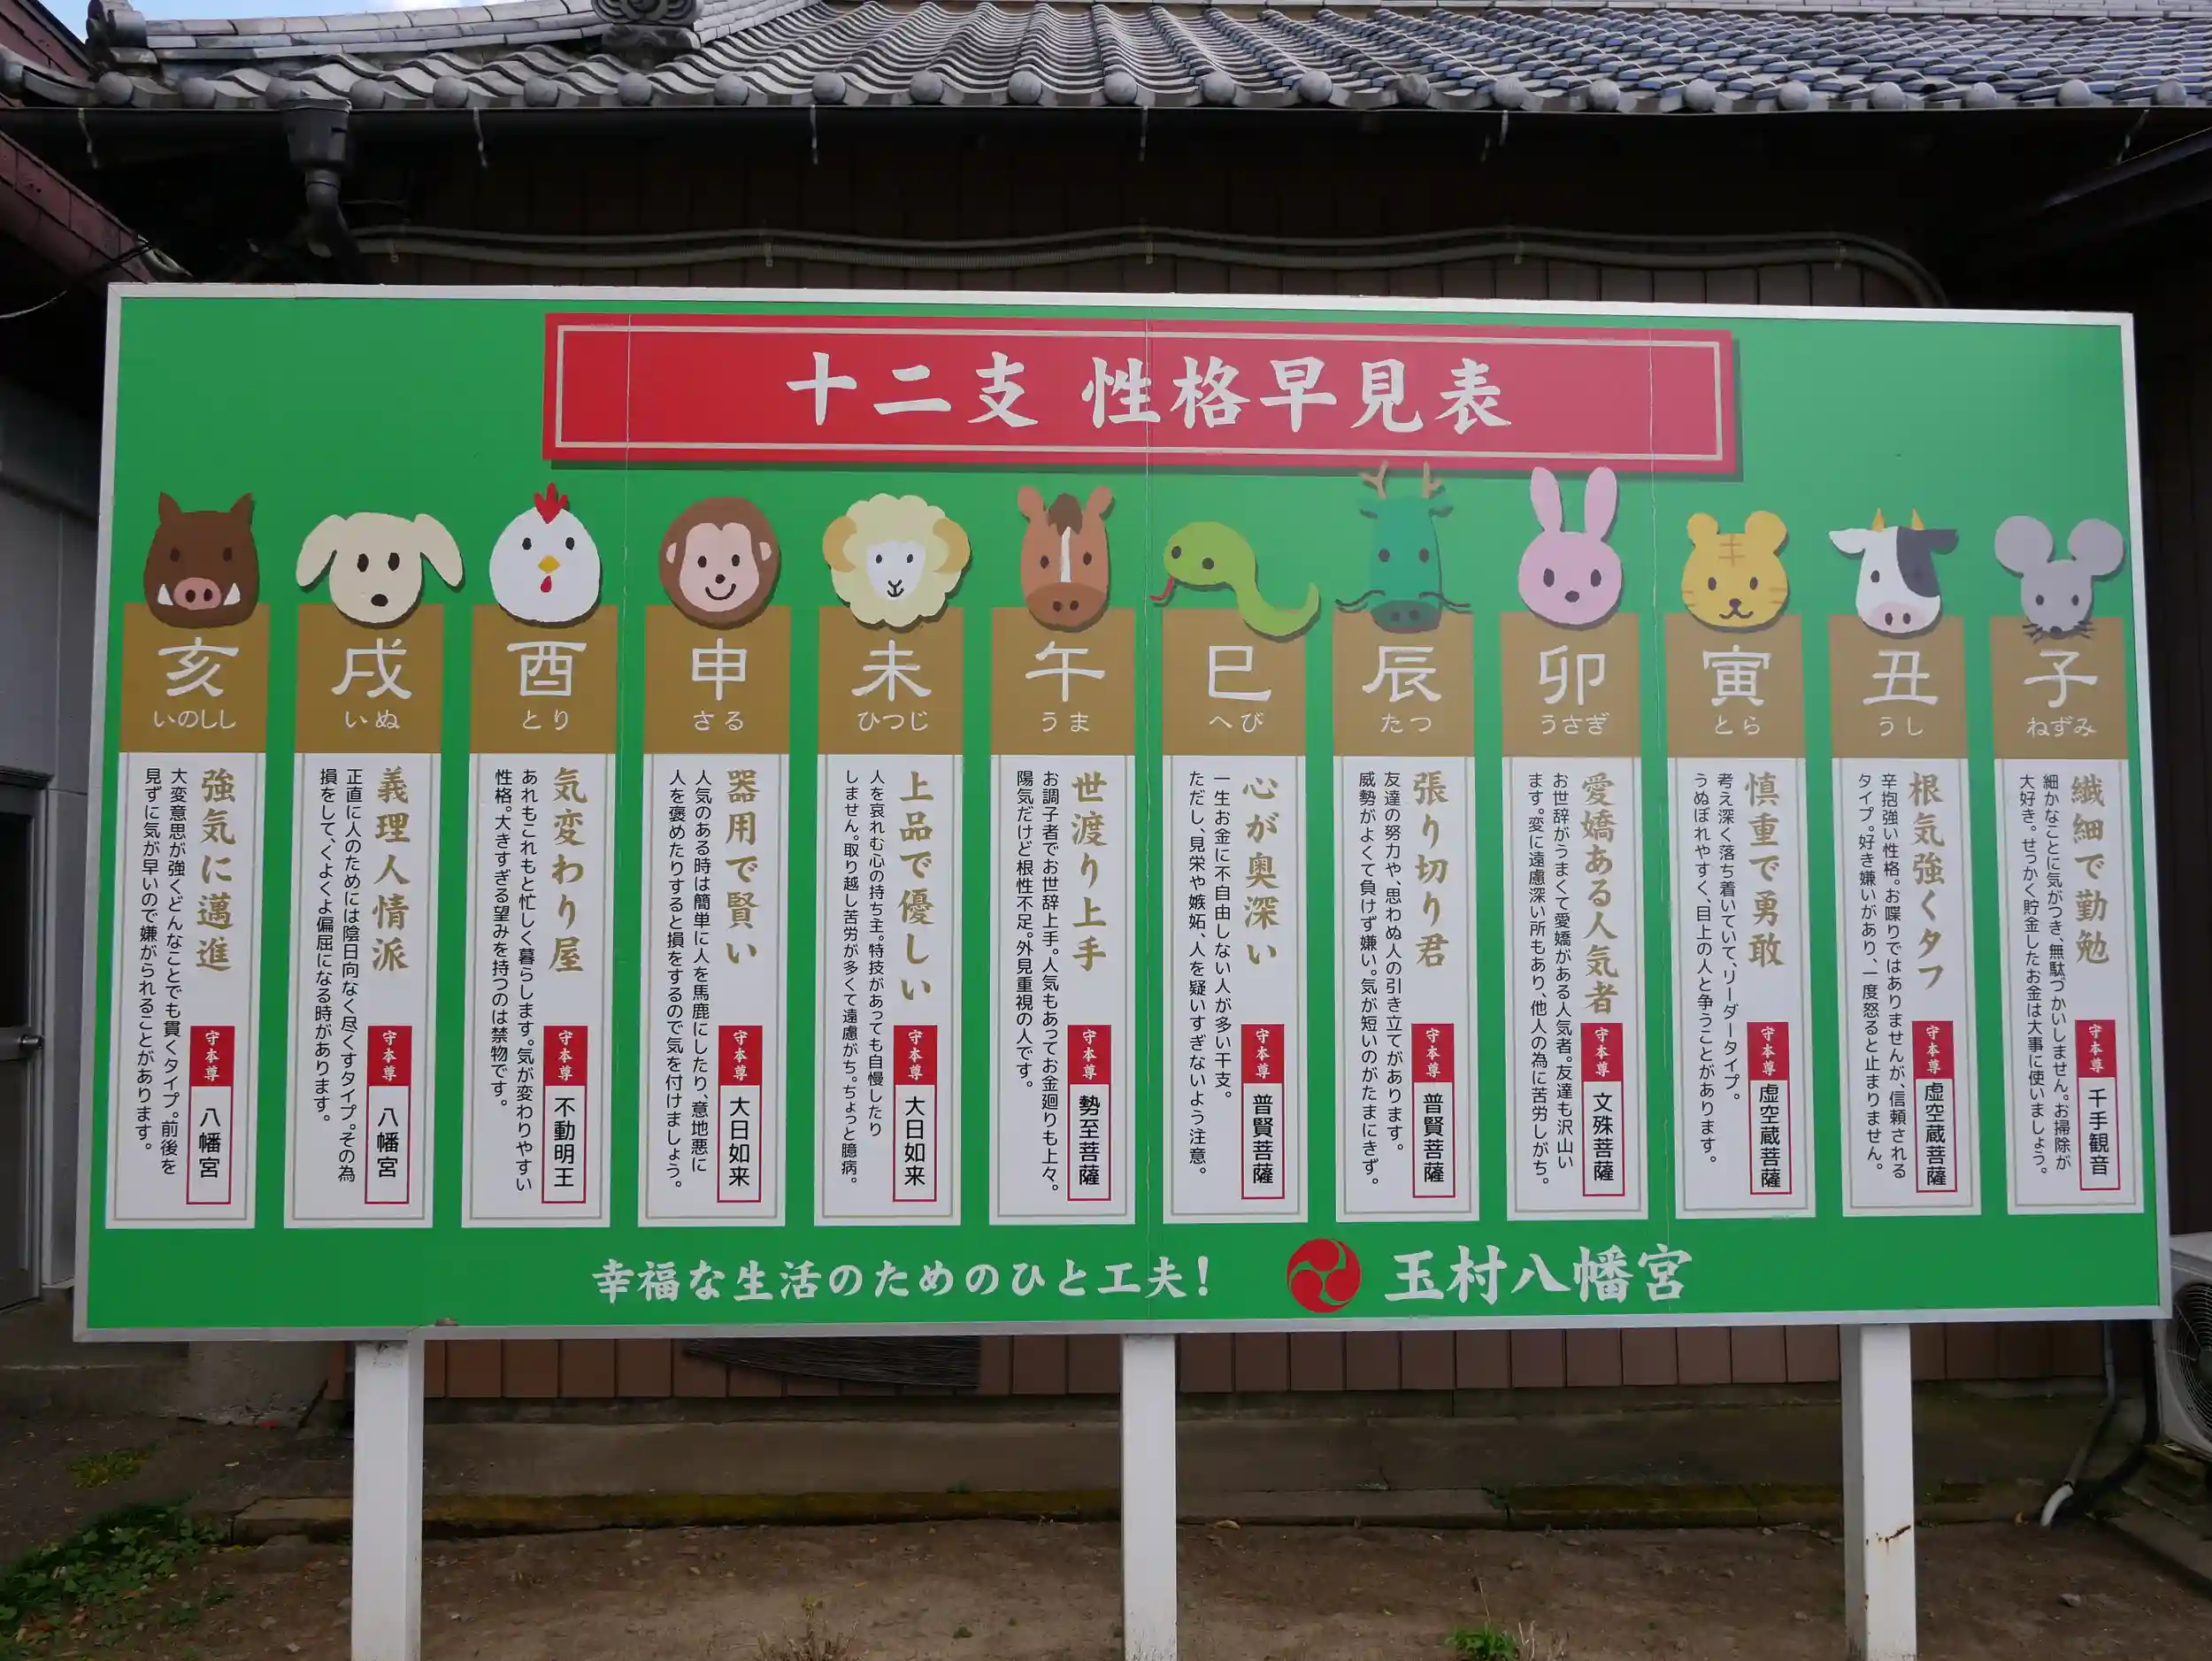 十二支 性格早見表
子
ねずみ
繊細で勤勉
細かなことに気がつき、無駄づかいしません。お掃除が
大好き。せっかく貯金したお金は大事に使いましょう。
守本尊
千手観音
丑
うし
根気強くタフ
辛抱強い性格。お喋りではありませんが、信頼される
タイプ。好き嫌いがあり、一度怒ると止まりません。
守本尊
虚空蔵菩薩
寅
とら
慎重で勇敢
考え深く落ち着いていて、リーダータイプ。
うぬぼれやすく、目上の人と争うことがあります。
守本尊
虚空蔵菩薩
卯
うさぎ
愛嬌ある人気者
お世辞がうまくて愛嬌がある人気者。友達も沢山い
ます。変に遠慮深い所もあり、他人の為に苦労しがち。
守本尊
文殊菩薩
辰
たつ
張り切り君
友達の努力や、思わぬ人の引き立てがあります。
威勢がよくて負けず嫌い。気が短いのがたまにきず。
守本尊
普賢菩薩
巳
へび
心が奥深い
一生お金に不自由しない人が多い干支。
ただし、見栄や嫉妬、人を疑いすぎないよう注意。
守本尊
普賢菩薩
午
うま
世渡り上手
お調子者でお世辞上手。人気もあってお金廻りも上々。
陽気だけど根性不足。外見重視の人です。
守本尊
勢至菩薩
未
ひつじ
上品で優しい
人を哀れむ心の持ち主。特技があっても自慢したり
しません。取り越し苦労が多くて遠慮がち。ちょっと臆病。
守本尊
大日如来
申
さる
器用で賢い
人気のある時は簡単に人を馬鹿にしたり、意地悪に
人を褒めたりすると損をするので気を付けましょう。
守本尊
大日如来
酉
とり
気変わり屋
あれもこれもと忙しく暮らします。気が変わりやすい
性格。大きすぎる望みを持つのは禁物です。
守本尊
不動明王
戌
いぬ
義理人情派
正直に人のためには陰日向なく尽くすタイプ。その為
損をして、くよくよ偏屈になる時があります。
守本尊
八幡宮
亥
いのしし
強気に邁進
大変意思が強くどんなことでも貫くタイプ。前後を
見ずに気が早いので嫌がられることがあります。
守本尊
八幡宮
幸福な生活のためのひと工夫!
玉村八幡宮